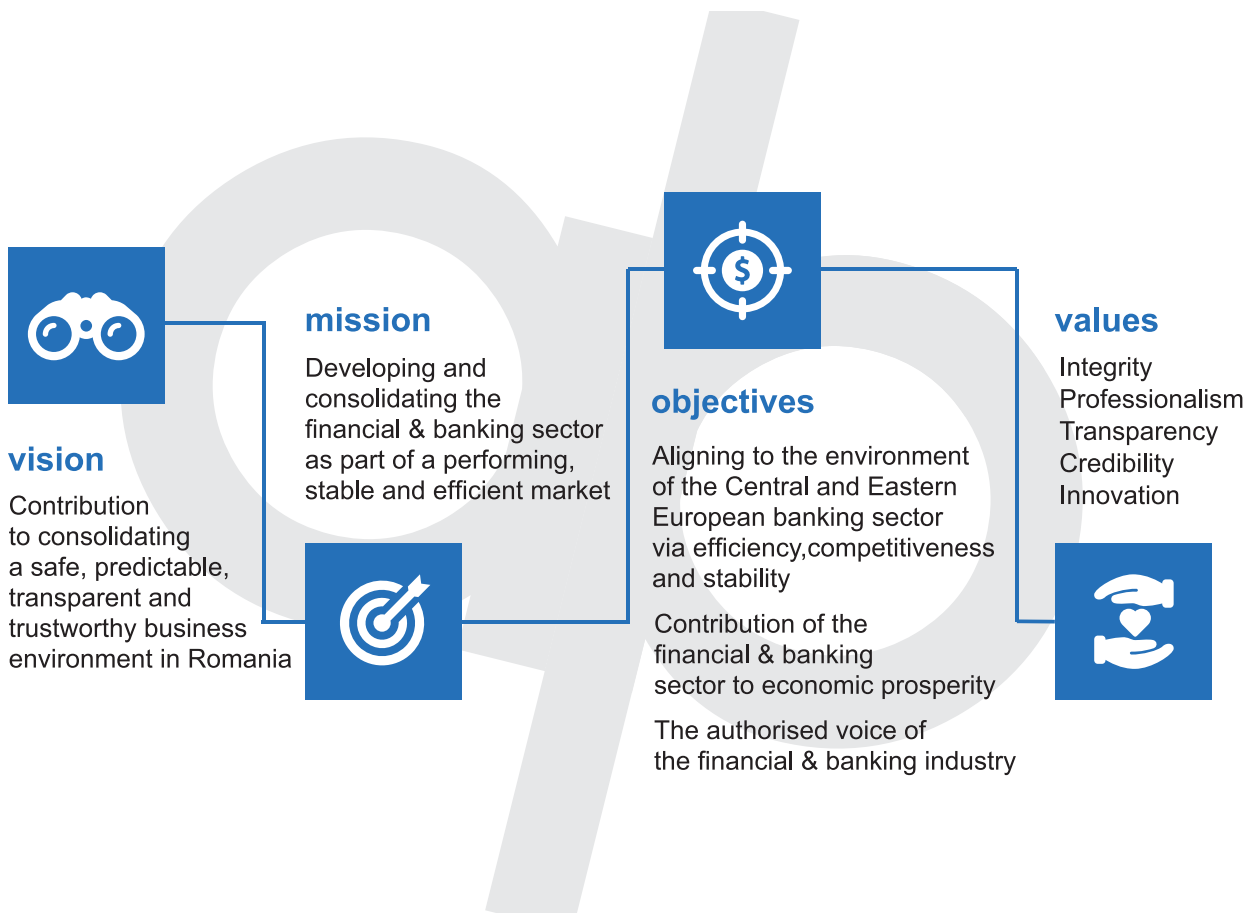 vision
Contribution
to consolidating
a safe, predictable,
transparent and
trustworthy business
environment in Romania
mission
Developing and
consolidating the
financial & banking sector
as part of a performing,
stable and efficient market
$
objectives
Aligning to the environment
of the Central and Eastern
European banking sector
via efficiency,competitiveness
and stability
Contribution of the
financial & banking
sector to economic prosperity
The authorised voice of
the financial & banking industry
values
Integrity
Professionalism
Transparency
Credibility
Innovation